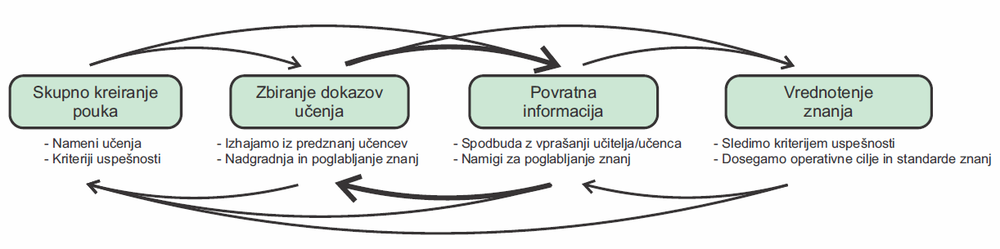 Skupno kreiranje
pouka
- Nameni učenja
- Kriteriji uspešnosti
Zbiranje dokazov
učenja
- Izhajamo iz predznanj učencev
- Nadgradnja in poglabljanje znanj
Povratna
informacija
- Spodbuda z vprašanji učitelja/učenca
- Namigi za poglabljanje znanj
Vrednotenje
znanja
- Sledimo kriterijem uspešnosti
- Dosegamo operativne cilje in standarde znanj